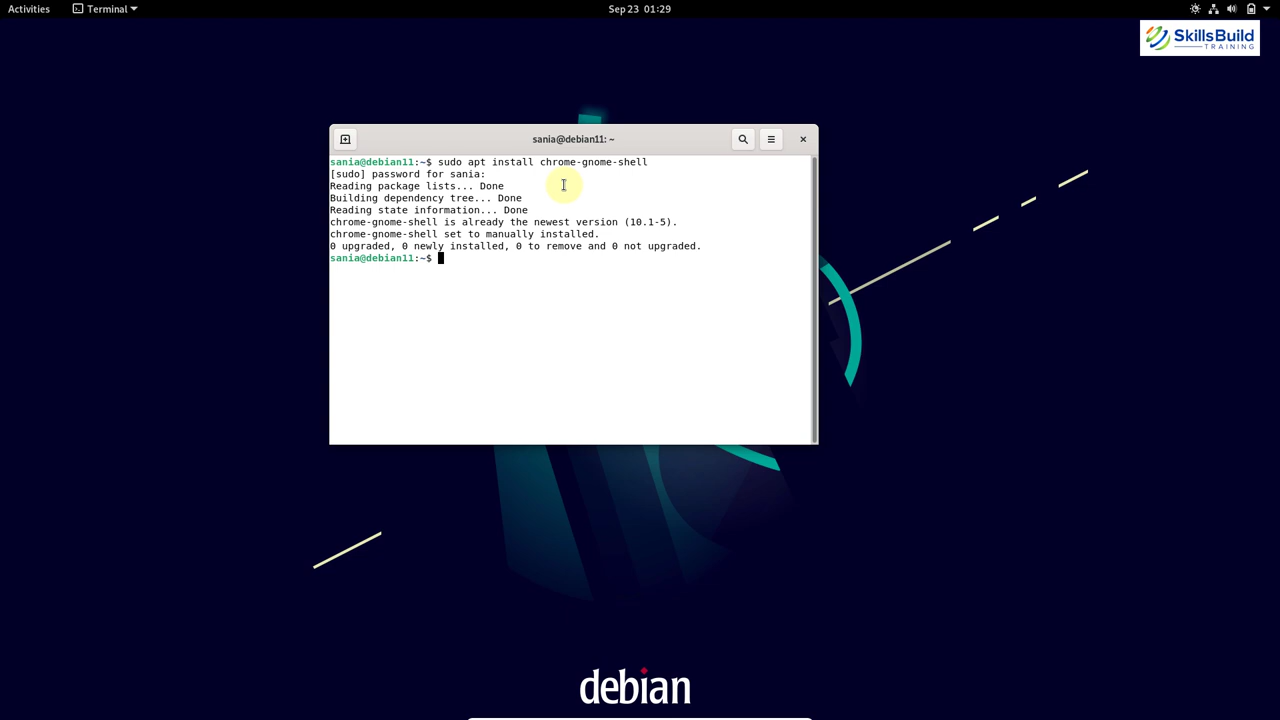 Activities Terminal Sep 23 01:29
SkillsBuild
TRAINING
sania@debian11: ~
sania@debian11:~$ sudo apt install chrome-gnome-shell
[sudo] password for sania:
Reading package lists... Done
Building dependency tree... Done
Reading state information... Done
chrome-gnome-shell is already the newest version (10.1-5).
chrome-gnome-shell set to manually installed.
0 upgraded, 0 newly installed, 0 to remove and 0 not upgraded.
sania@debian11:~$
debian